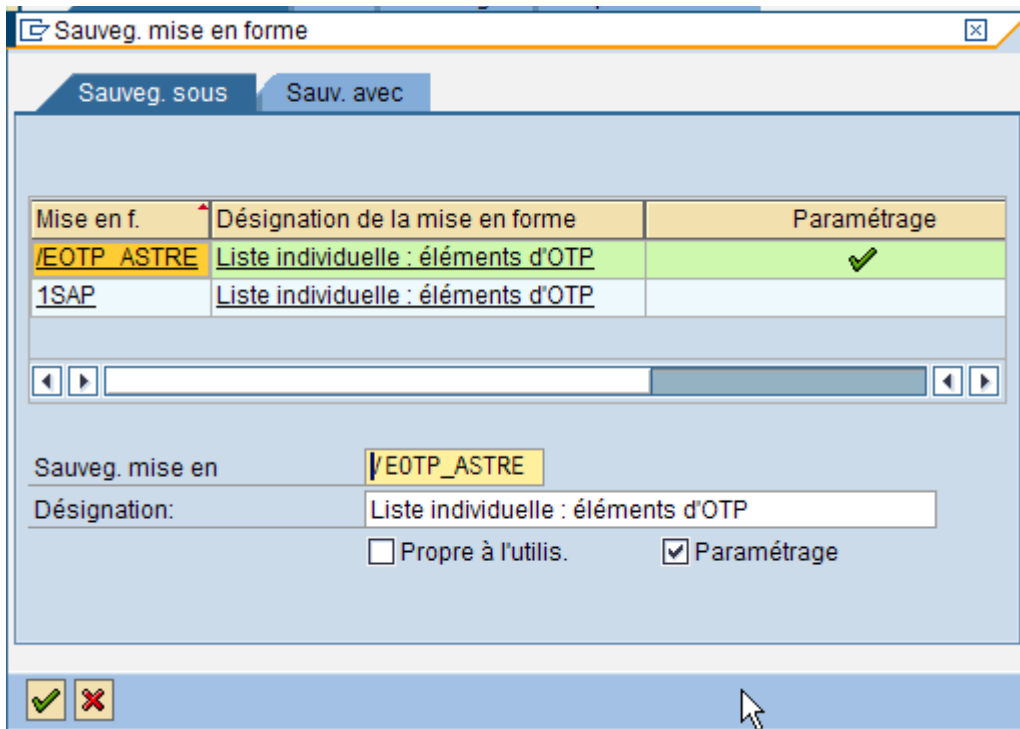 Sauveg. mise en forme
Sauveg. sous Sauv. avec
Mise en f. Désignation de la mise en forme Paramétrage
/EOTP_ASTRE Liste individuelle : éléments d'OTP
1SAP Liste individuelle : éléments d'OTP
Sauveg. mise en /EOTP_ASTRE
Désignation: Liste individuelle : éléments d'OTP
Propre à l'utilis. Paramétrage